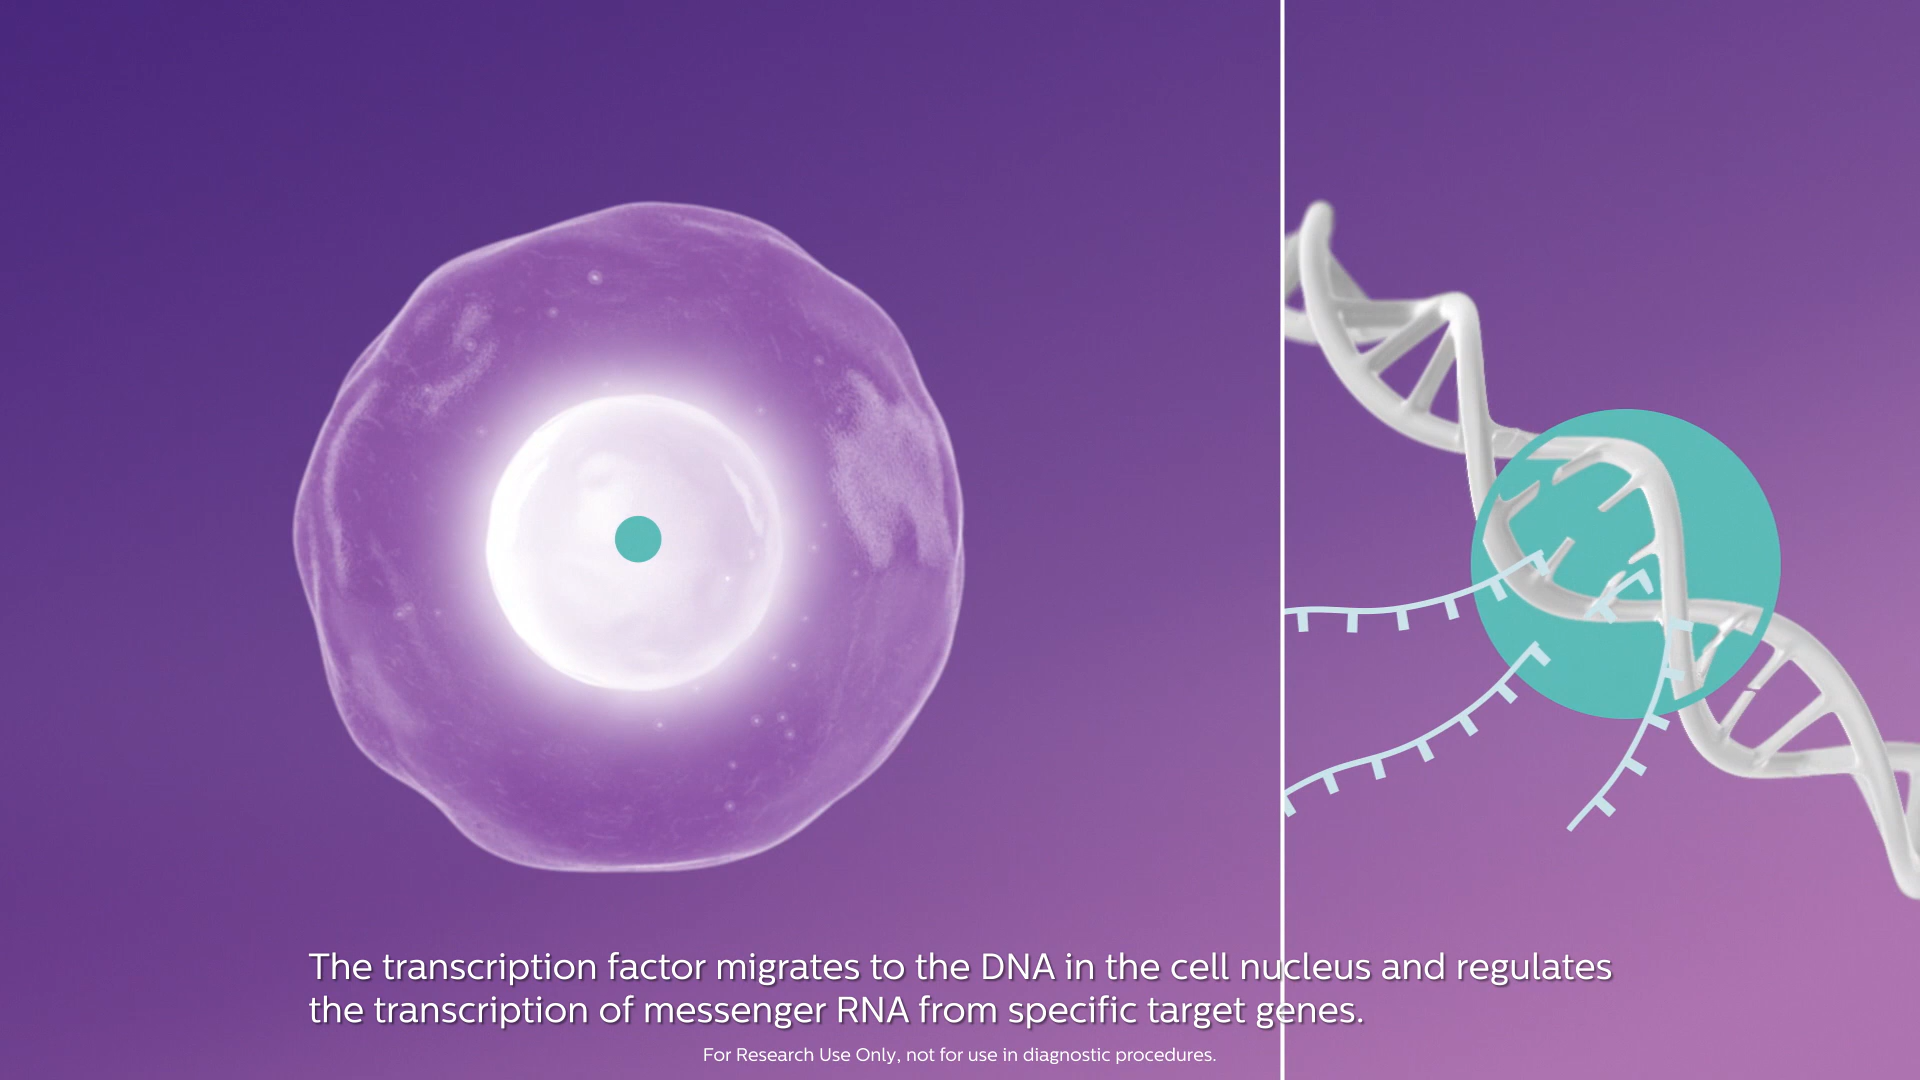 The transcription factor migrates to the DNA in the cell nucleus and regulates
the transcription of messenger RNA from specific target genes.
For Research Use Only, not for use in diagnostic procedures.